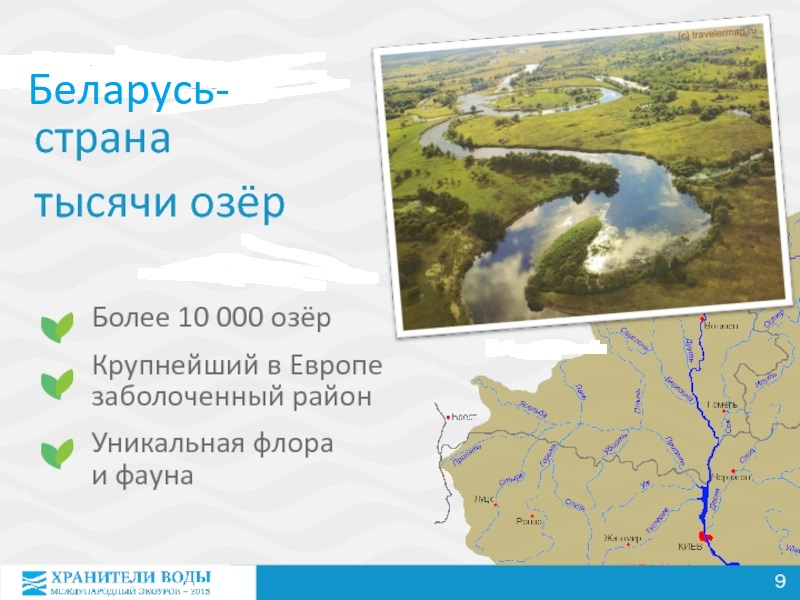 (c) travelermap.ru
Беларусь-
страна
тысячи озёр
Более 10 000 озёр
Крупнейший в Европе
заболоченный район
Уникальная флора
и фауна
Брест
Гомель
Припять
Луцк
Ровно
Житомир
КИЕВ
ХРАНИТЕЛИ ВОДЫ
МЕЖДУНАРОДНЫЙ ЭКОУРОК – 2015
9